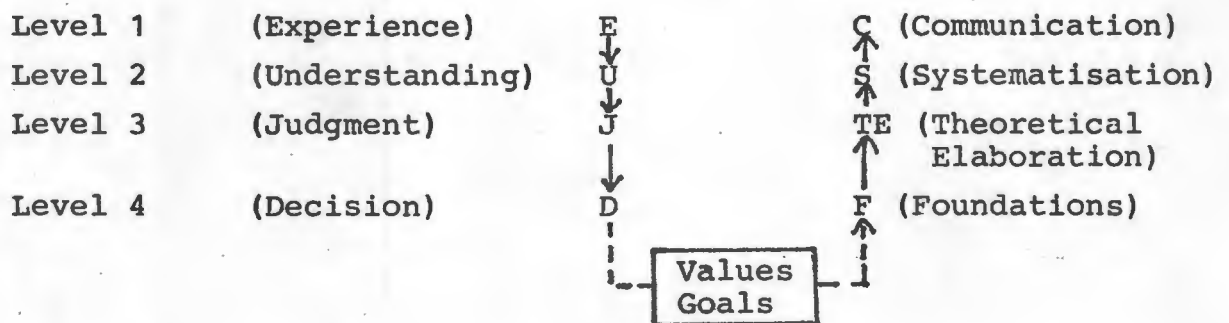 Level 1 (Experience) E C (Communication)
Level 2 (Understanding) U S (Systematisation)
Level 3 (Judgment) J TE (Theoretical
Elaboration)
Level 4 (Decision) D F (Foundations)
Values
Goals